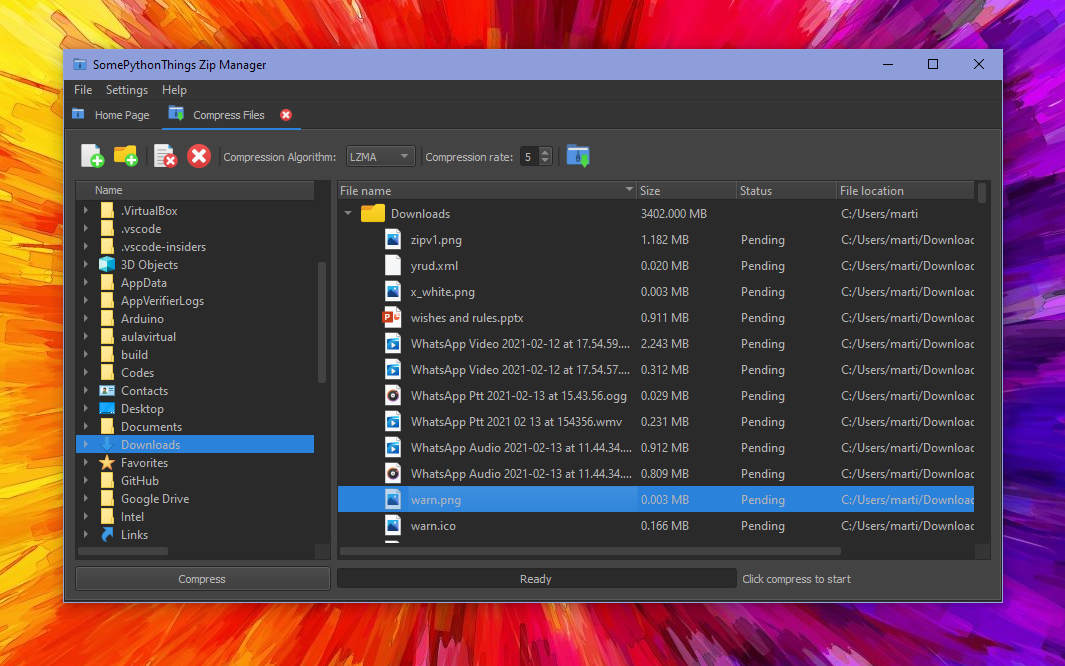 SomePythonThings Zip Manager
File Settings Help
Home Page Compress Files
Compression Algorithm: LZMA Compression rate: 5
Name
.VirtualBox
.vscode
.vscode-insiders
3D Objects
AppData
AppVerifierLogs
Arduino
aulavirtual
build
Codes
Contacts
Desktop
Documents
Downloads
Favorites
GitHub
Google Drive
Intel
Links
File name Size Status File location
Downloads 3402.000 MB C:/Users/marti
zipv1.png 1.182 MB Pending C:/Users/marti/Downloac
yrud.xml 0.020 MB Pending C:/Users/marti/Downloac
x_white.png 0.003 MB Pending C:/Users/marti/Downloac
wishes and rules.pptx 0.911 MB Pending C:/Users/marti/Downloac
WhatsApp Video 2021-02-12 at 17.54.59.... 2.243 MB Pending C:/Users/marti/Downloac
WhatsApp Video 2021-02-12 at 17.54.57.... 0.312 MB Pending C:/Users/marti/Downloac
WhatsApp Ptt 2021-02-13 at 15.43.56.ogg 0.029 MB Pending C:/Users/marti/Downloac
WhatsApp Ptt 2021 02 13 at 154356.wmv 0.231 MB Pending C:/Users/marti/Downloac
WhatsApp Audio 2021-02-13 at 11.44.34.... 0.912 MB Pending C:/Users/marti/Downloac
WhatsApp Audio 2021-02-13 at 11.44.34.... 0.809 MB Pending C:/Users/marti/Downloac
warn.png 0.003 MB Pending C:/Users/marti/Downloac
warn.ico 0.166 MB Pending C:/Users/marti/Downloac
Compress Ready Click compress to start